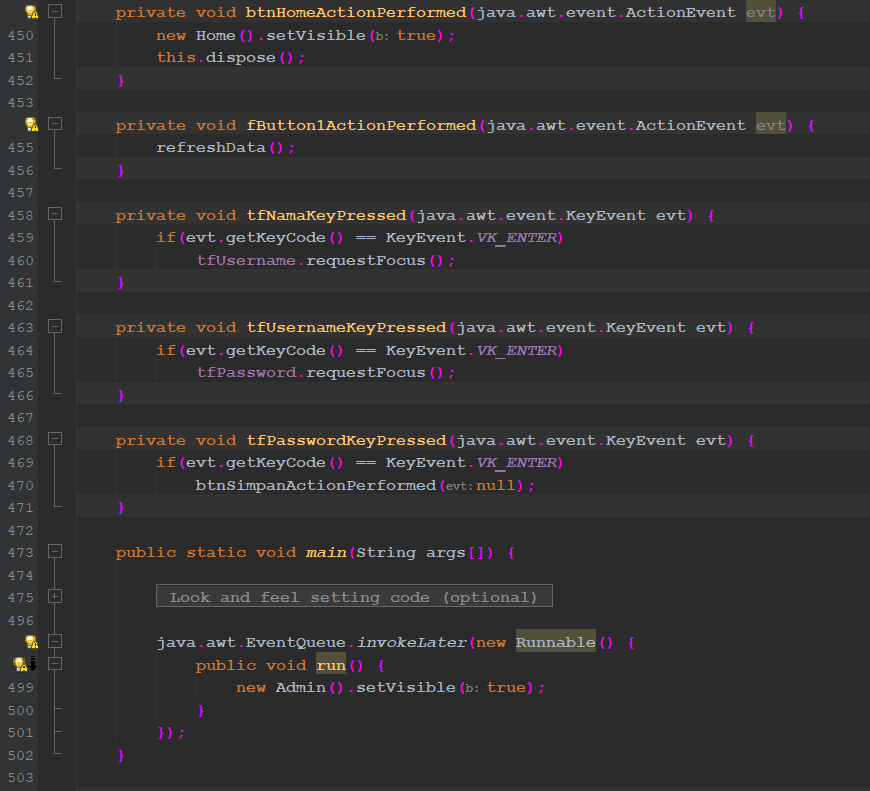 private void btnHomeActionPerformed(java.awt.event.ActionEvent evt) {
450 new Home().setVisible(b: true);
451 this.dispose();
452 }
453
private void fButton1ActionPerformed(java.awt.event.ActionEvent evt) {
455 refreshData();
456 }
457
458 private void tfNamaKeyPressed(java.awt.event.KeyEvent evt) {
459 if(evt.getKeyCode() == KeyEvent.VK_ENTER)
460 tfUsername.requestFocus();
461 }
462
463 private void tfUsernameKeyPressed(java.awt.event.KeyEvent evt) {
464 if(evt.getKeyCode() == KeyEvent.VK_ENTER)
465 tfPassword.requestFocus();
466 }
467
468 private void tfPasswordKeyPressed(java.awt.event.KeyEvent evt) {
469 if(evt.getKeyCode() == KeyEvent.VK_ENTER)
470 btnSimpanActionPerformed(evt: null);
471 }
472
473 public static void main(String args[]) {
474
475 Look and feel setting code (optional)
496
java.awt.EventQueue.invokeLater(new Runnable() {
public void run() {
499 new Admin().setVisible(b: true);
500 }
501 });
502 }
503